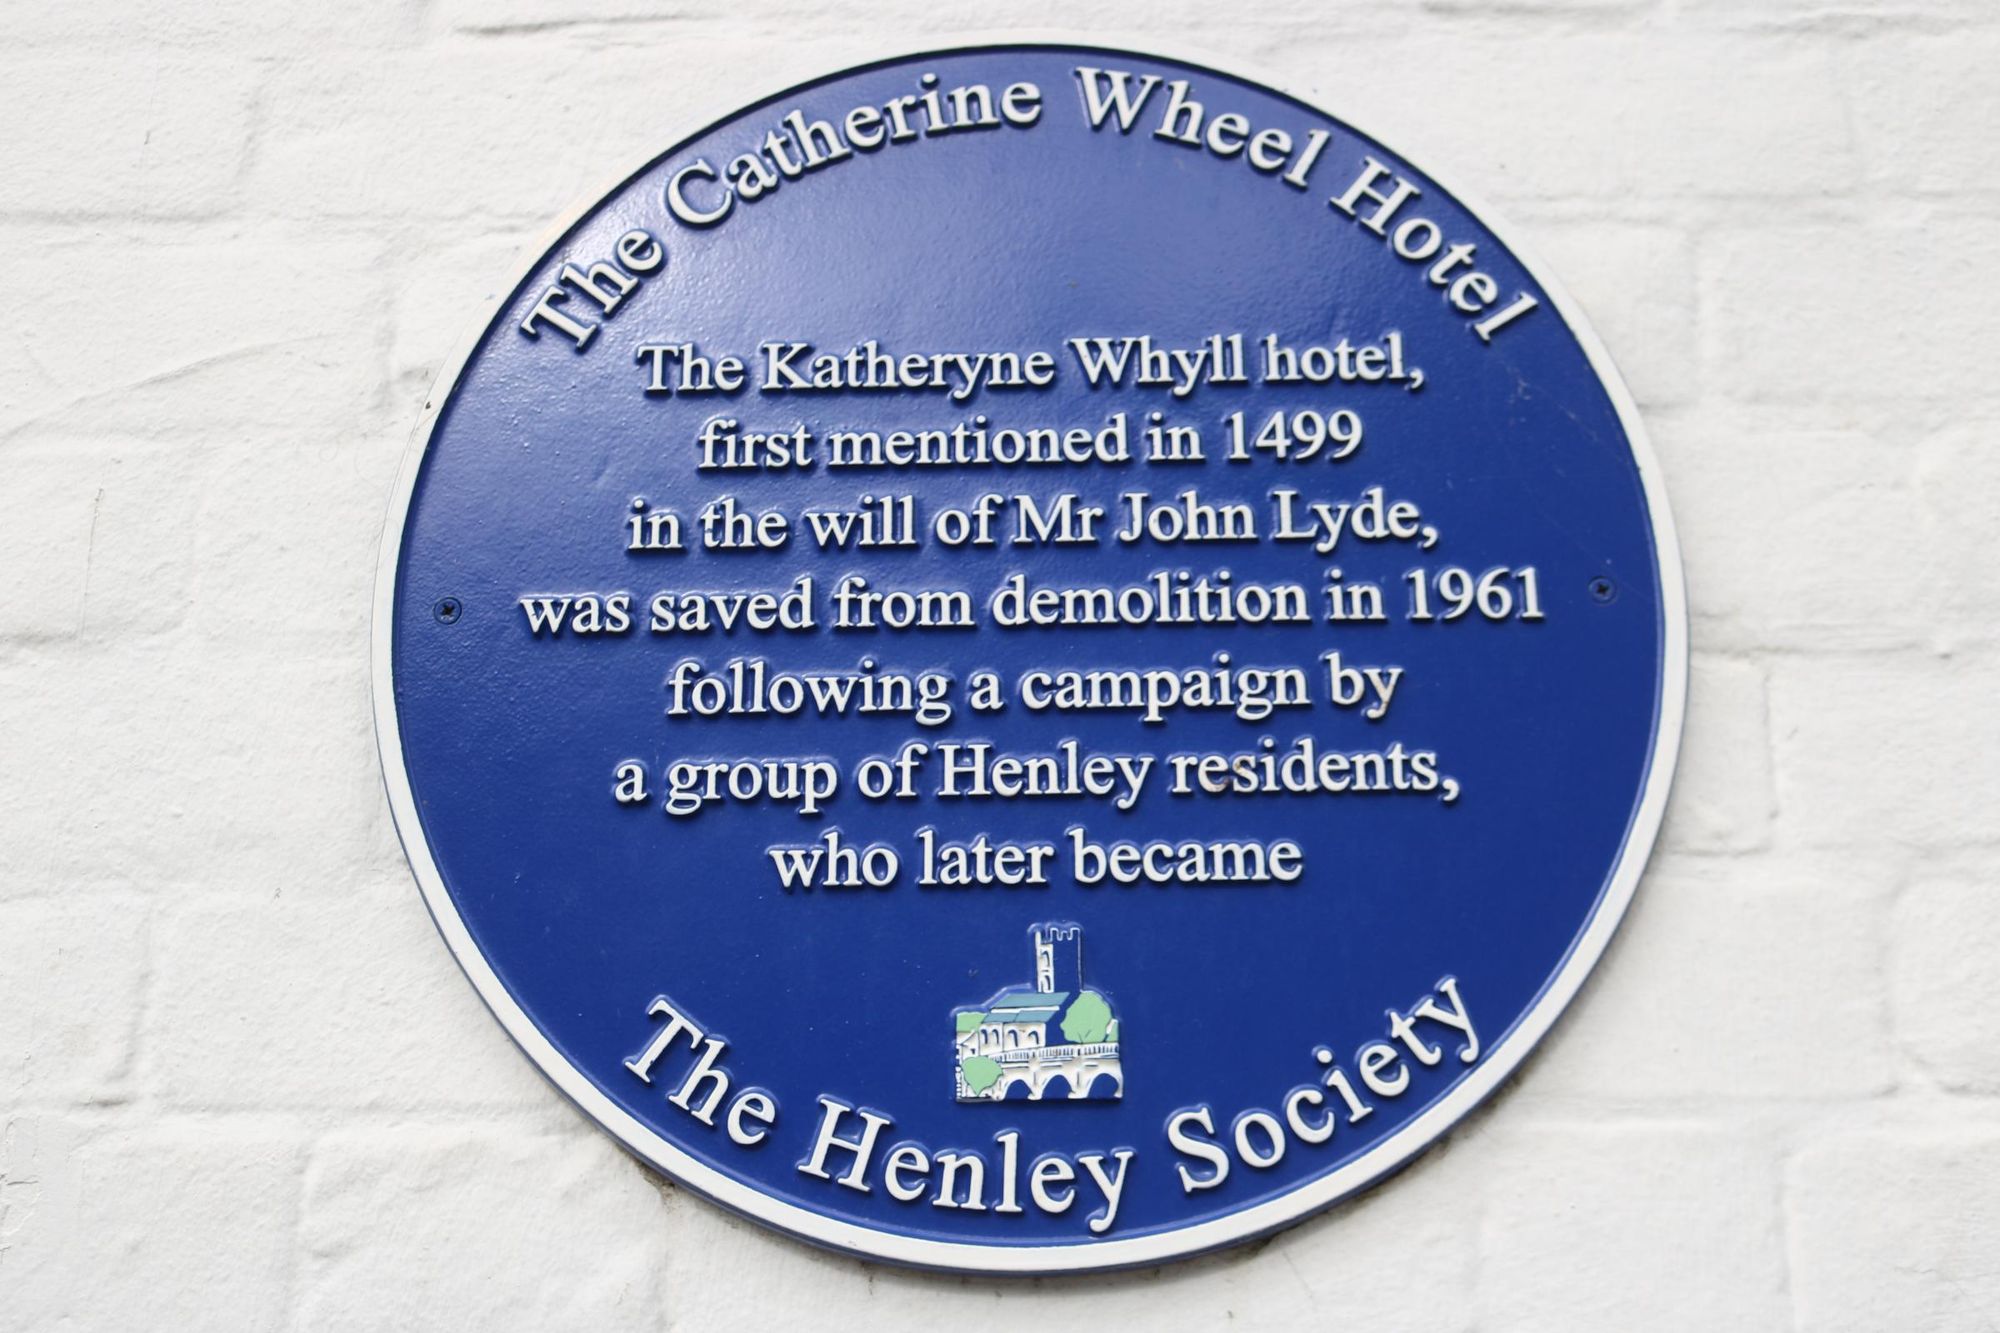 The Catherine Wheel Hotel
The Katheryne Whyll hotel,
first mentioned in 1499
in the will of Mr John Lyde,
was saved from demolition in 1961
following a campaign by
a group of Henley residents,
who later became
The Henley Society